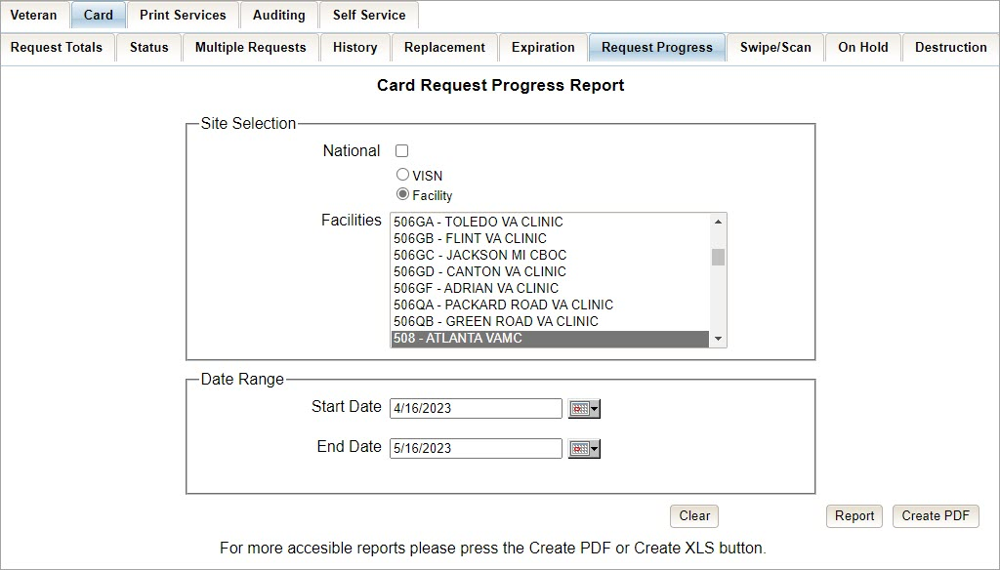 Veteran Card Print Services Auditing Self Service
Request Totals Status Multiple Requests History Replacement Expiration Request Progress Swipe/Scan On Hold Destruction
Card Request Progress Report
Site Selection
National
VISN
Facility
Facilities
506GA - TOLEDO VA CLINIC
506GB - FLINT VA CLINIC
506GC - JACKSON MI CBOC
506GD - CANTON VA CLINIC
506GF - ADRIAN VA CLINIC
506QA - PACKARD ROAD VA CLINIC
506QB - GREEN ROAD VA CLINIC
508 - ATLANTA VAMC
Date Range
Start Date 4/16/2023
End Date 5/16/2023
Clear Report Create PDF
For more accesible reports please press the Create PDF or Create XLS button.